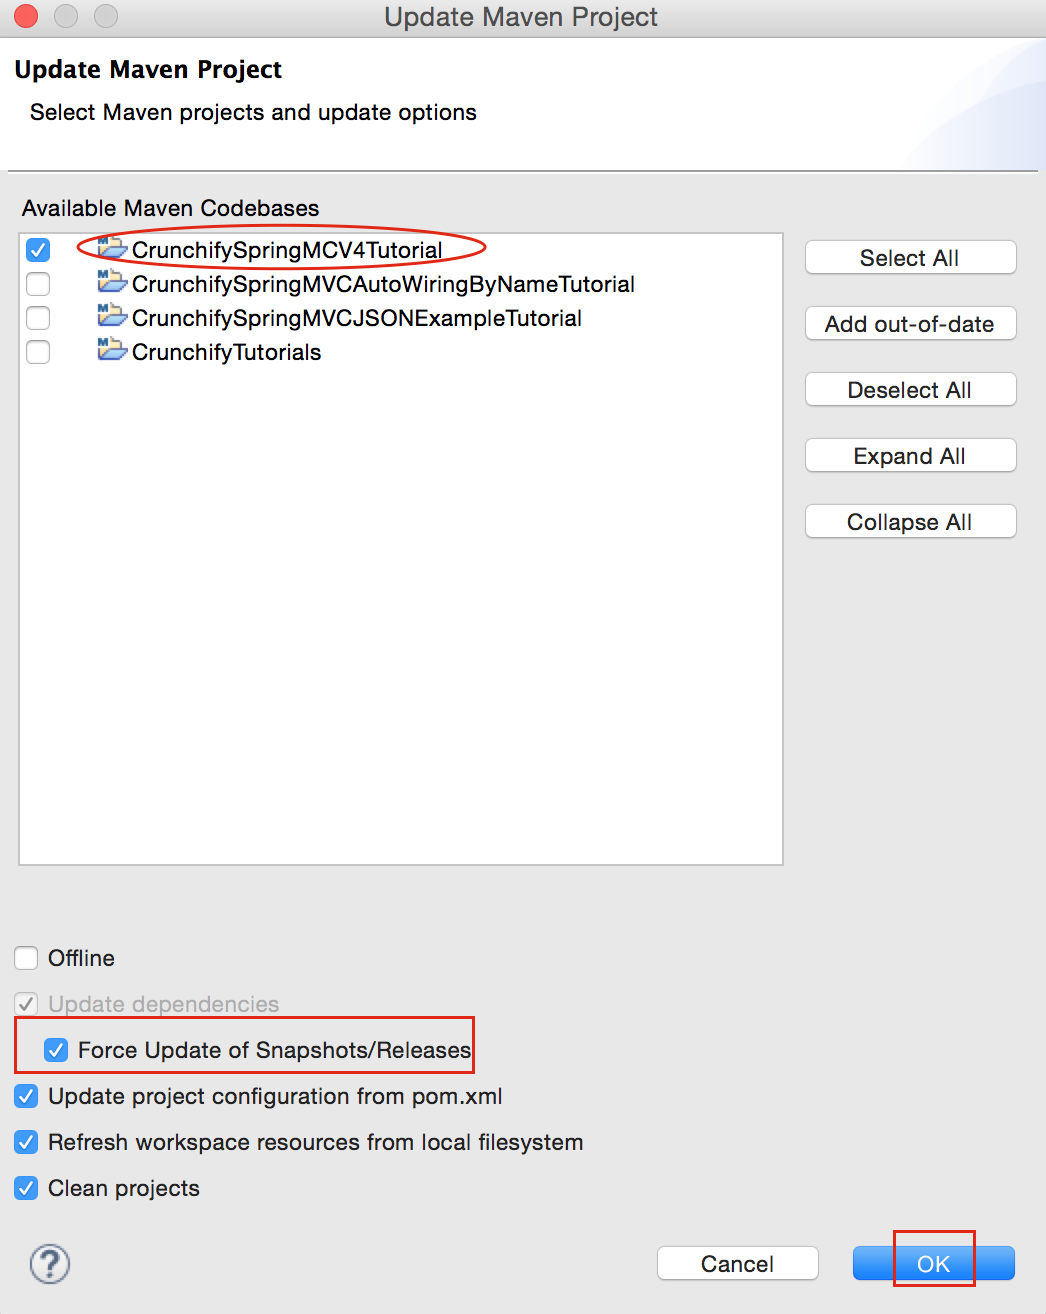 Update Maven Project
Update Maven Project
Select Maven projects and update options
Available Maven Codebases
CrunchifySpringMCV4Tutorial
CrunchifySpringMVCAutoWiringByNameTutorial
CrunchifySpringMVCJSONExampleTutorial
CrunchifyTutorials
Select All
Add out-of-date
Deselect All
Expand All
Collapse All
Offline
Update dependencies
Force Update of Snapshots/Releases
Update project configuration from pom.xml
Refresh workspace resources from local filesystem
Clean projects
?
Cancel
OK